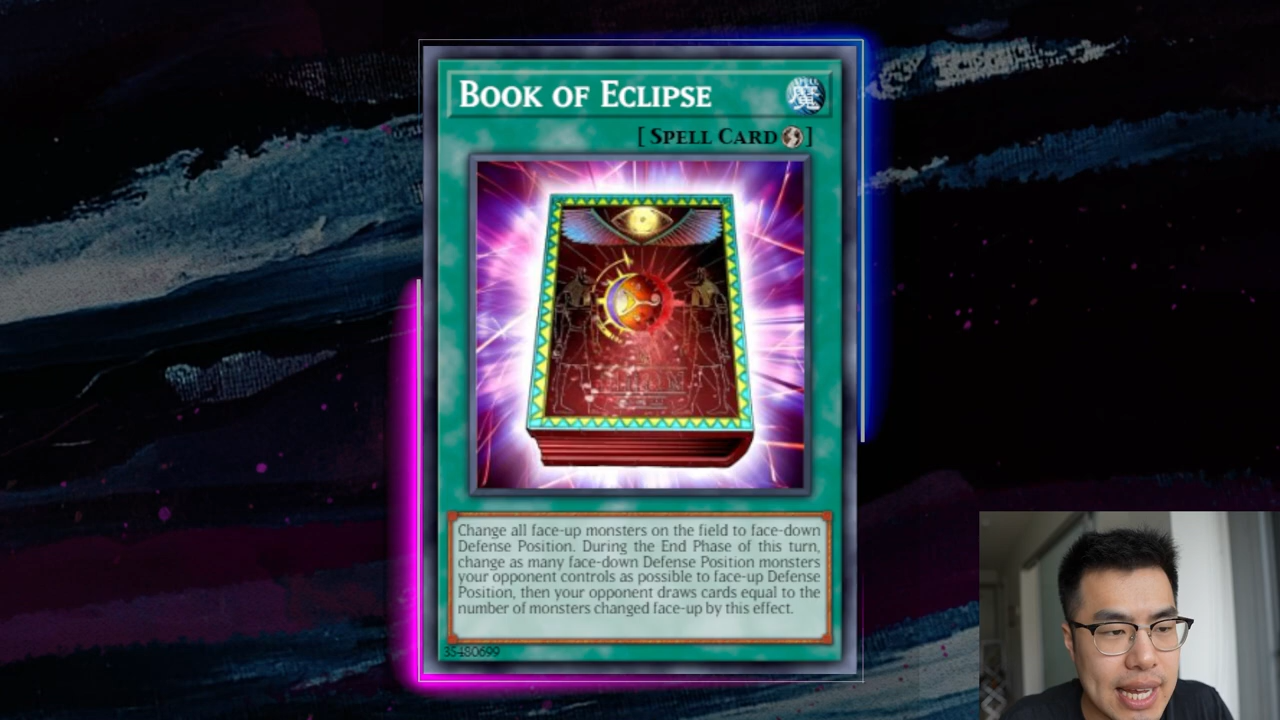 BOOK OF ECLIPSE
魔
[ SPELL CARD ]
Change all face-up monsters on the field to face-down
Defense Position. During the End Phase of this turn,
change as many face-down Defense Position monsters
your opponent controls as possible to face-up Defense
Position, then your opponent draws cards equal to the
number of monsters changed face-up by this effect.
35480699